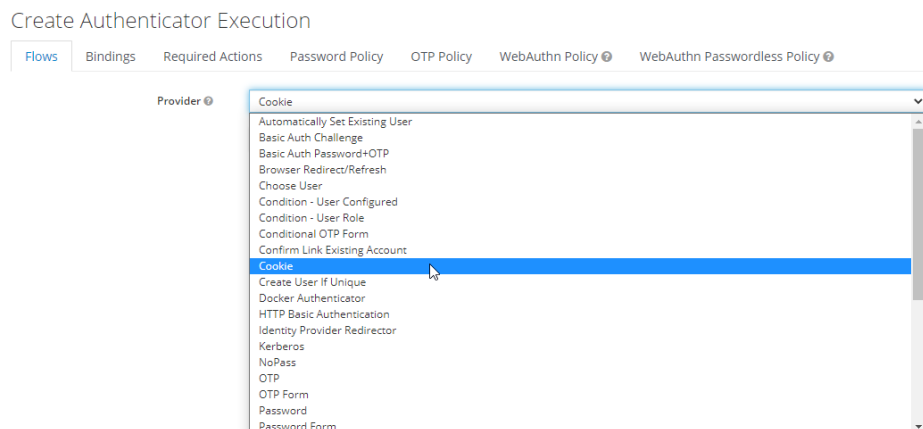 Create Authenticator Execution
Flows Bindings Required Actions Password Policy OTP Policy WebAuthn Policy WebAuthn Passwordless Policy
Provider Cookie
Automatically Set Existing User
Basic Auth Challenge
Basic Auth Password+OTP
Browser Redirect/Refresh
Choose User
Condition - User Configured
Condition - User Role
Conditional OTP Form
Confirm Link Existing Account
Cookie
Create User If Unique
Docker Authenticator
HTTP Basic Authentication
Identity Provider Redirector
Kerberos
NoPass
OTP
OTP Form
Password
Password Form